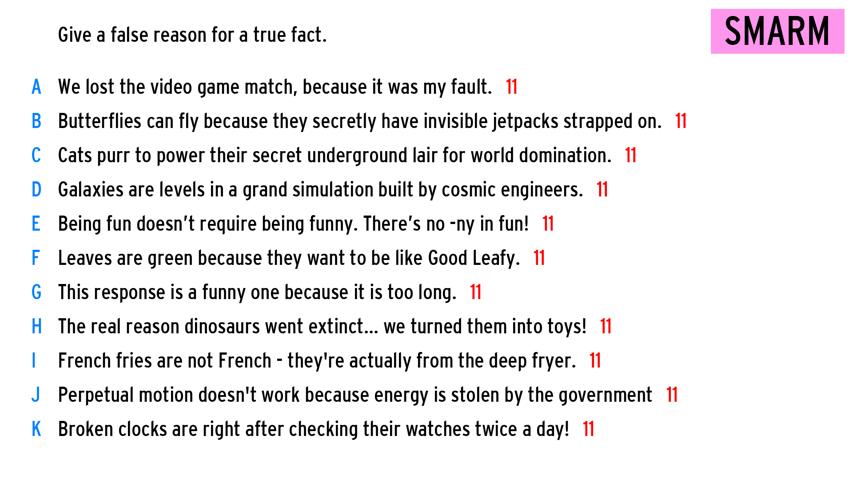 Give a false reason for a true fact.
SMARM
A We lost the video game match, because it was my fault. 11
B Butterflies can fly because they secretly have invisible jetpacks strapped on. 11
C Cats purr to power their secret underground lair for world domination. 11
D Galaxies are levels in a grand simulation built by cosmic engineers. 11
E Being fun doesn’t require being funny. There’s no -ny in fun! 11
F Leaves are green because they want to be like Good Leafy. 11
G This response is a funny one because it is too long. 11
H The real reason dinosaurs went extinct... we turned them into toys! 11
I French fries are not French - they're actually from the deep fryer. 11
J Perpetual motion doesn't work because energy is stolen by the government 11
K Broken clocks are right after checking their watches twice a day! 11